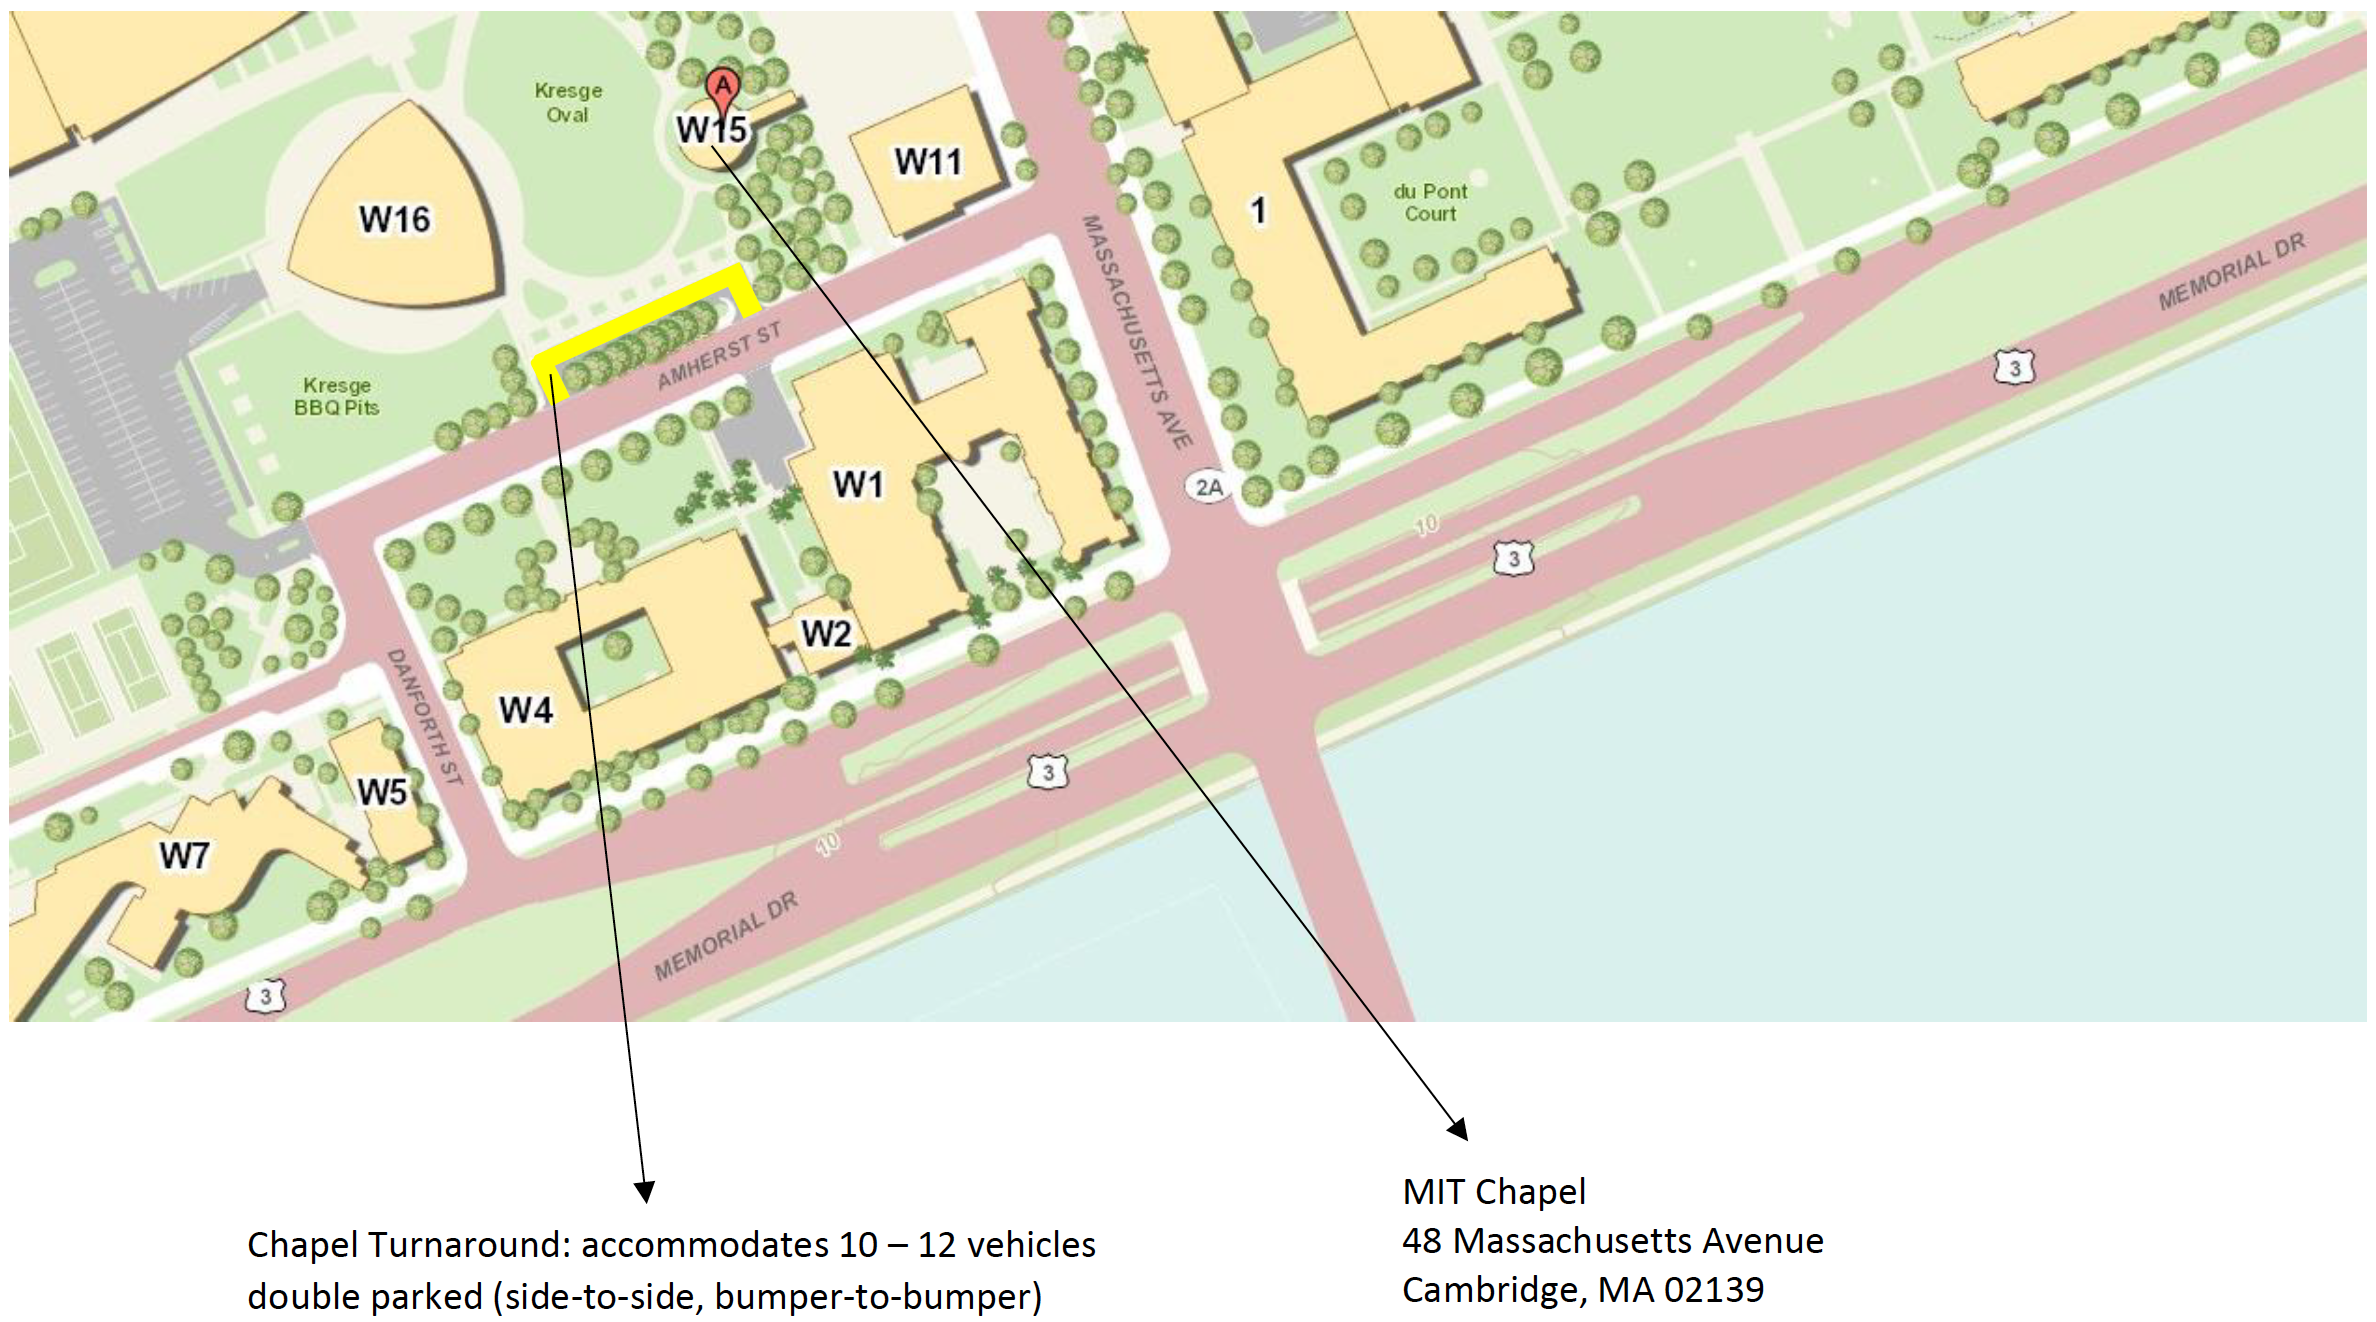 Kresge
Oval
A
W15
W11
W16
1
du Pont
Court
MASSACHUSETTS AVE
MEMORIAL DR
AMHERST ST
3
Kresge
BBQ Pits
W1
2A
10
3
W2
W4
DANFORTH ST
W5
3
W7
10
MEMORIAL DR
3
Chapel Turnaround: accommodates 10 – 12 vehicles
double parked (side-to-side, bumper-to-bumper)
MIT Chapel
48 Massachusetts Avenue
Cambridge, MA 02139